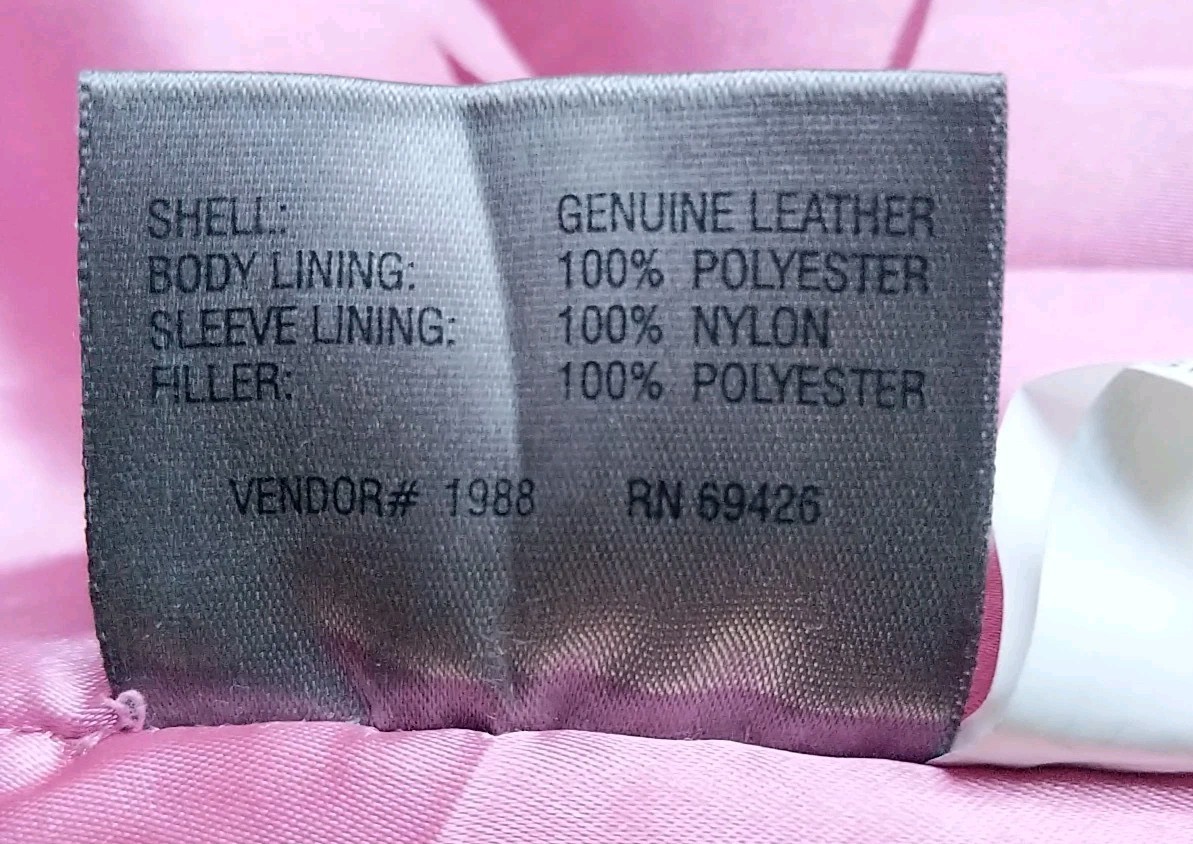 SHELL: GENUINE LEATHER
BODY LINING: 100% POLYESTER
SLEEVE LINING: 100% NYLON
FILLER: 100% POLYESTER
VENDOR# 1988 RN 69426